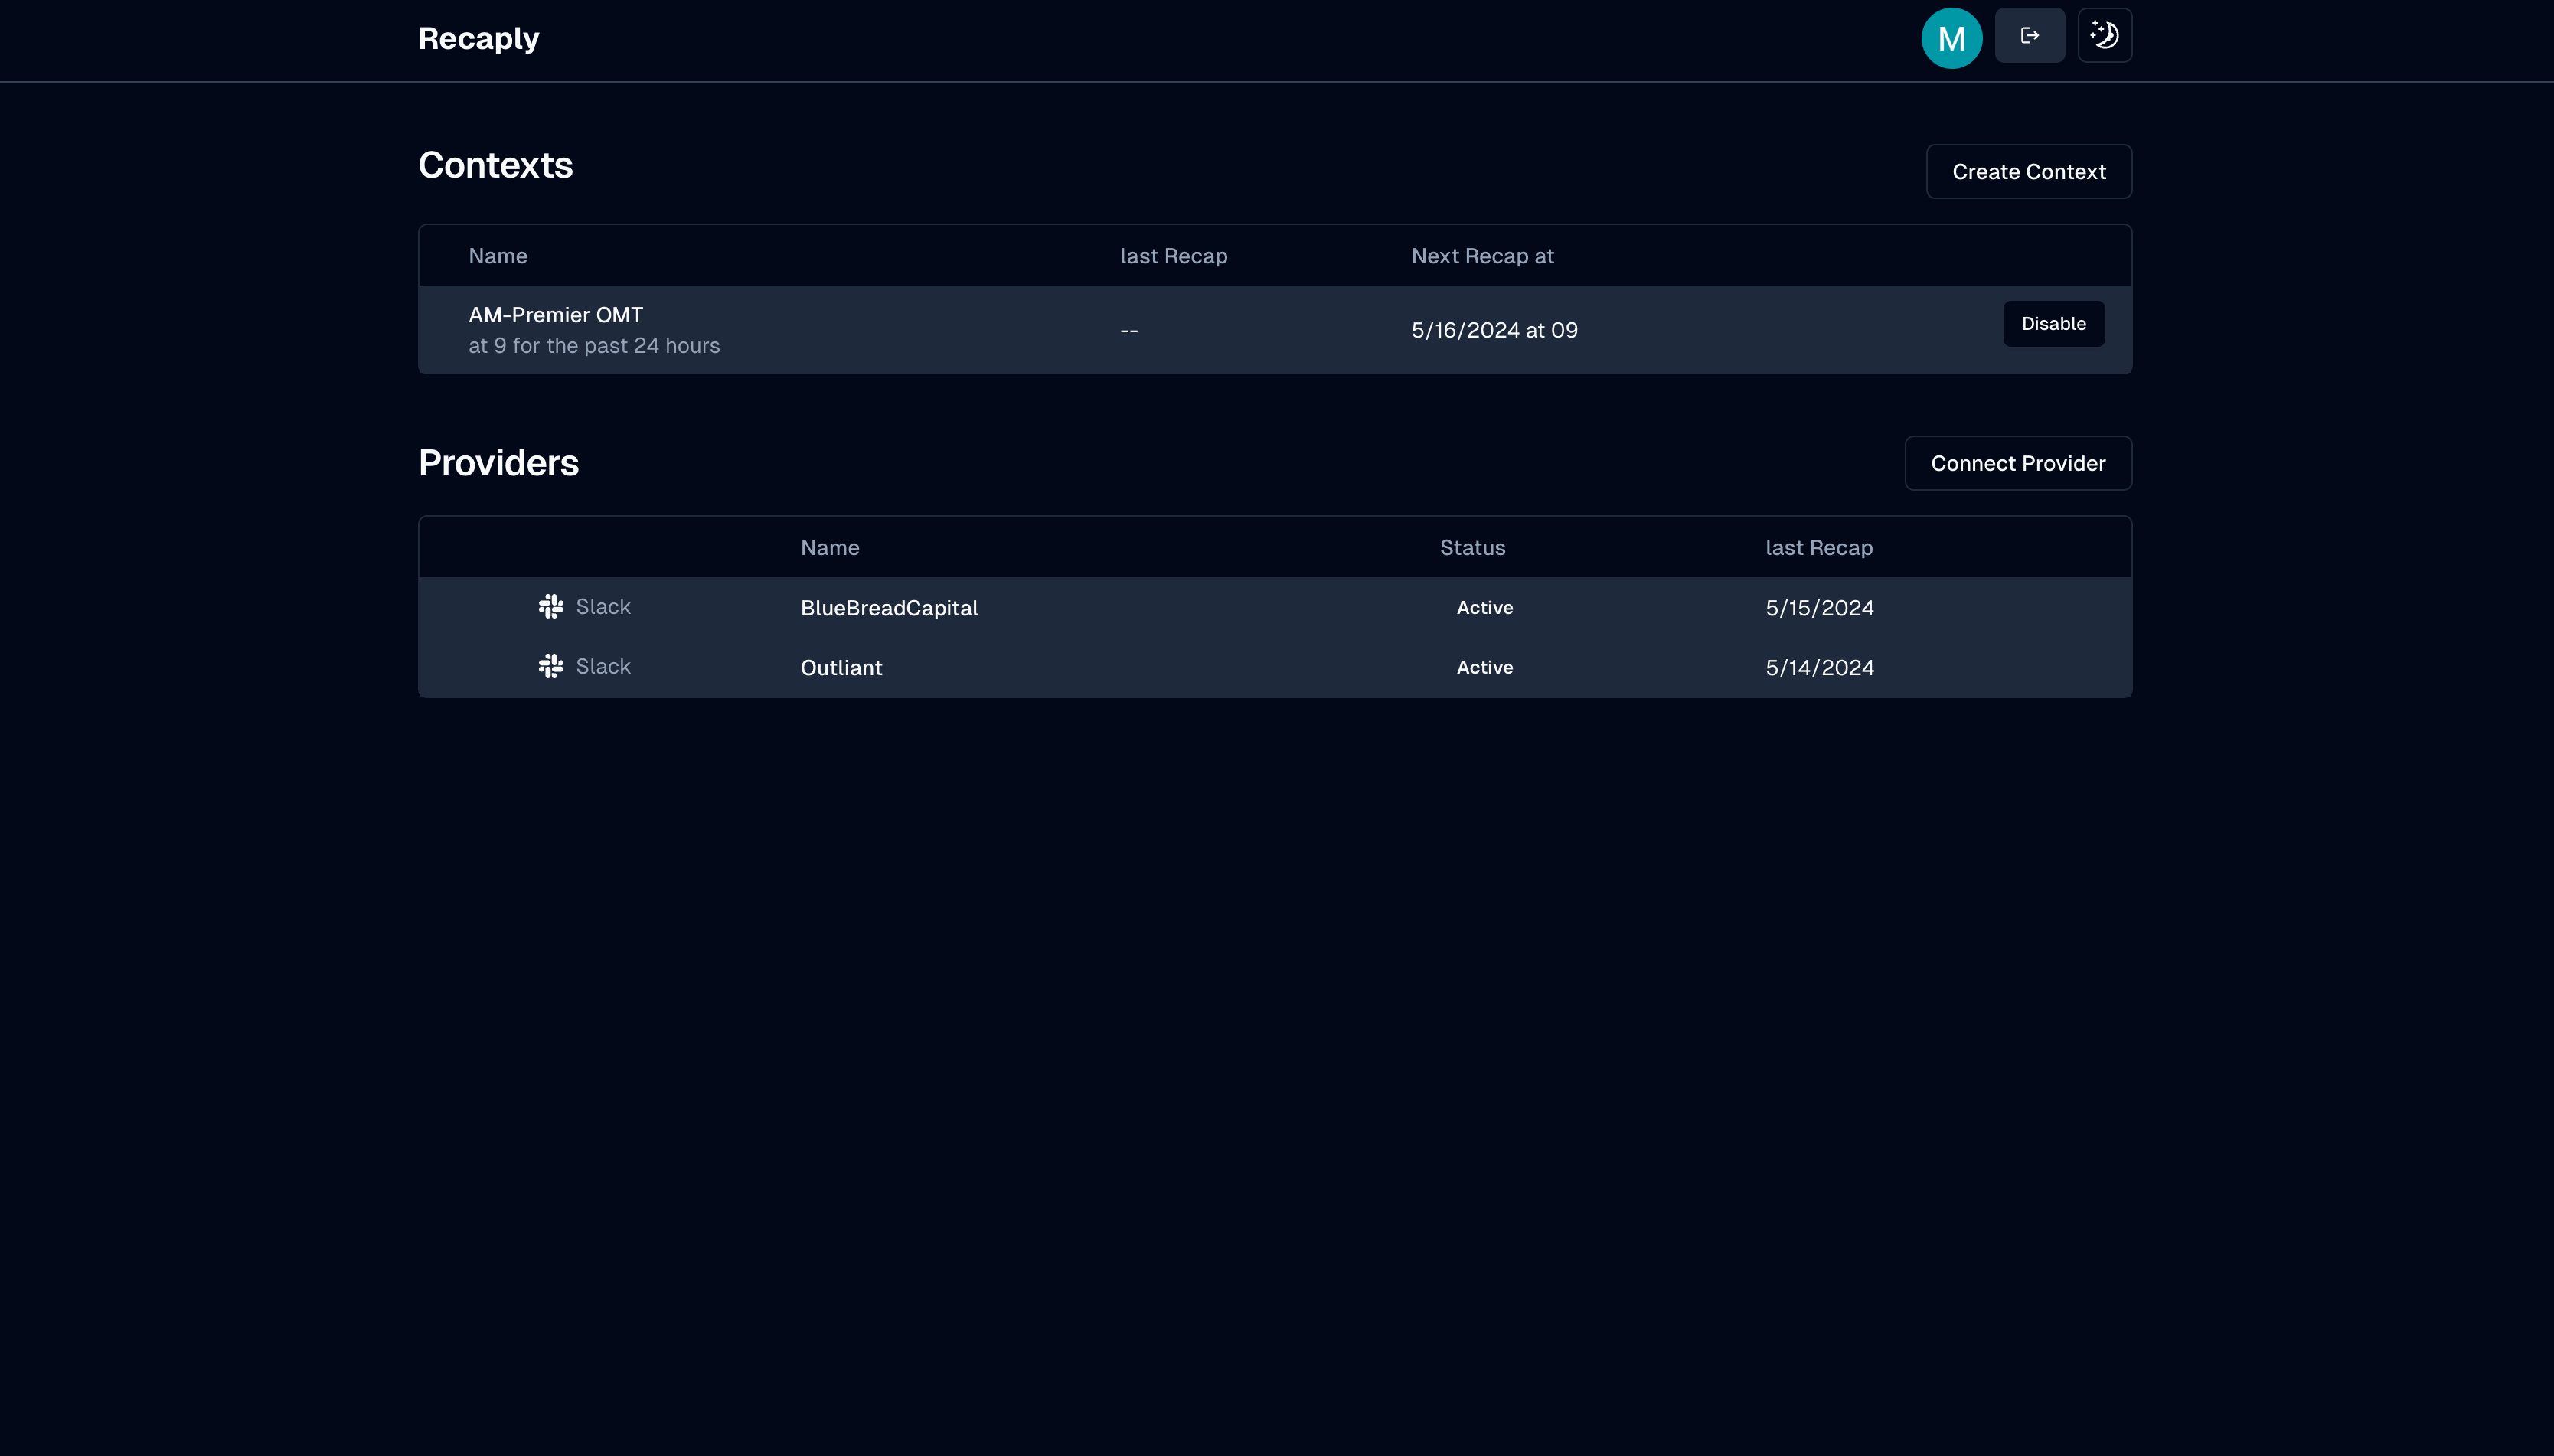 Recaply
M
Contexts
Create Context
Name last Recap Next Recap at
AM-Premier OMT
at 9 for the past 24 hours
-- 5/16/2024 at 09 Disable
Providers
Connect Provider
Name Status last Recap
Slack BlueBreadCapital Active 5/15/2024
Slack Outliant Active 5/14/2024